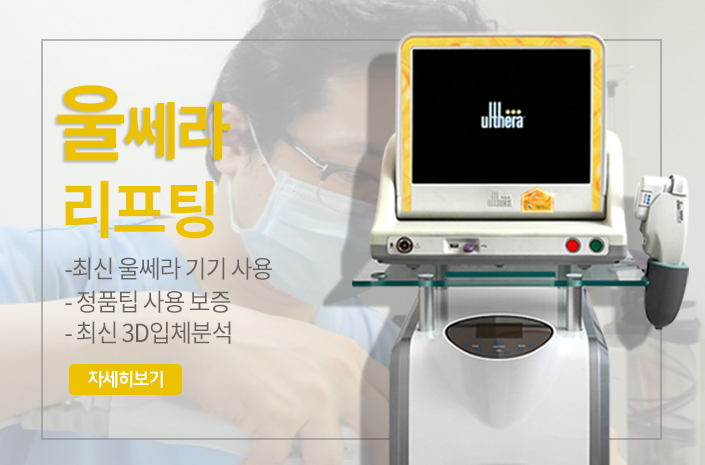 울쎄라
리프팅
-최신 울쎄라 기기 사용
- 정품팁 사용 보증
- 최신 3D입체분석
자세히보기
ulthera